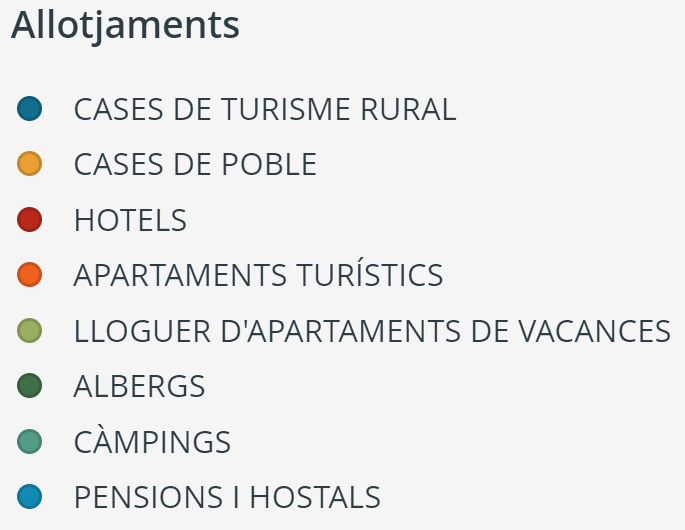 Allotjaments
CASES DE TURISME RURAL
CASES DE POBLE
HOTELS
APARTAMENTS TURÍSTICS
LLOGUER D'APARTAMENTS DE VACANCES
ALBERGS
CÀMPINGS
PENSIONS I HOSTALS